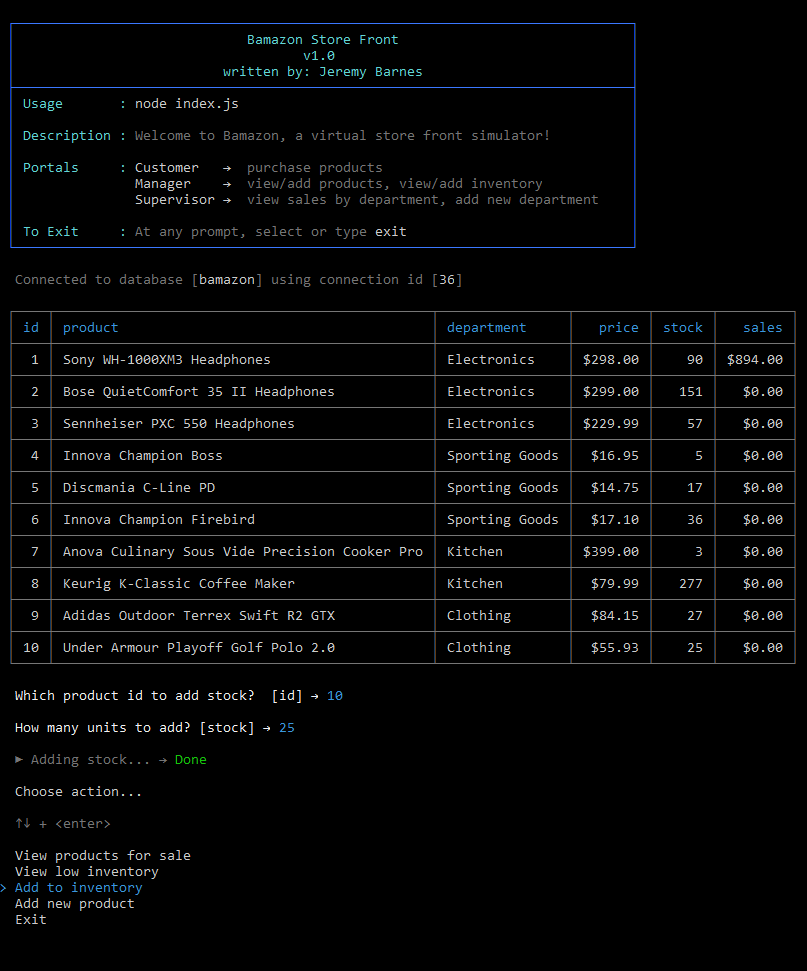 Bamazon Store Front
v1.0
written by: Jeremy Barnes
Usage : node index.js
Description : Welcome to Bamazon, a virtual store front simulator!
Portals : Customer → purchase products
Manager → view/add products, view/add inventory
Supervisor → view sales by department, add new department
To Exit : At any prompt, select or type exit
Connected to database [bamazon] using connection id [36]
id product department price stock sales
1 Sony WH-1000XM3 Headphones Electronics $298.00 90 $894.00
2 Bose QuietComfort 35 II Headphones Electronics $299.00 151 $0.00
3 Sennheiser PXC 550 Headphones Electronics $229.99 57 $0.00
4 Innova Champion Boss Sporting Goods $16.95 5 $0.00
5 Discmania C-Line PD Sporting Goods $14.75 17 $0.00
6 Innova Champion Firebird Sporting Goods $17.10 36 $0.00
7 Anova Culinary Sous Vide Precision Cooker Pro Kitchen $399.00 3 $0.00
8 Keurig K-Classic Coffee Maker Kitchen $79.99 277 $0.00
9 Adidas Outdoor Terrex Swift R2 GTX Clothing $84.15 27 $0.00
10 Under Armour Playoff Golf Polo 2.0 Clothing $55.93 25 $0.00
Which product id to add stock? [id] → 10
How many units to add? [stock] → 25
► Adding stock... → Done
Choose action...
↑↓ + <enter>
View products for sale
View low inventory
> Add to inventory
Add new product
Exit